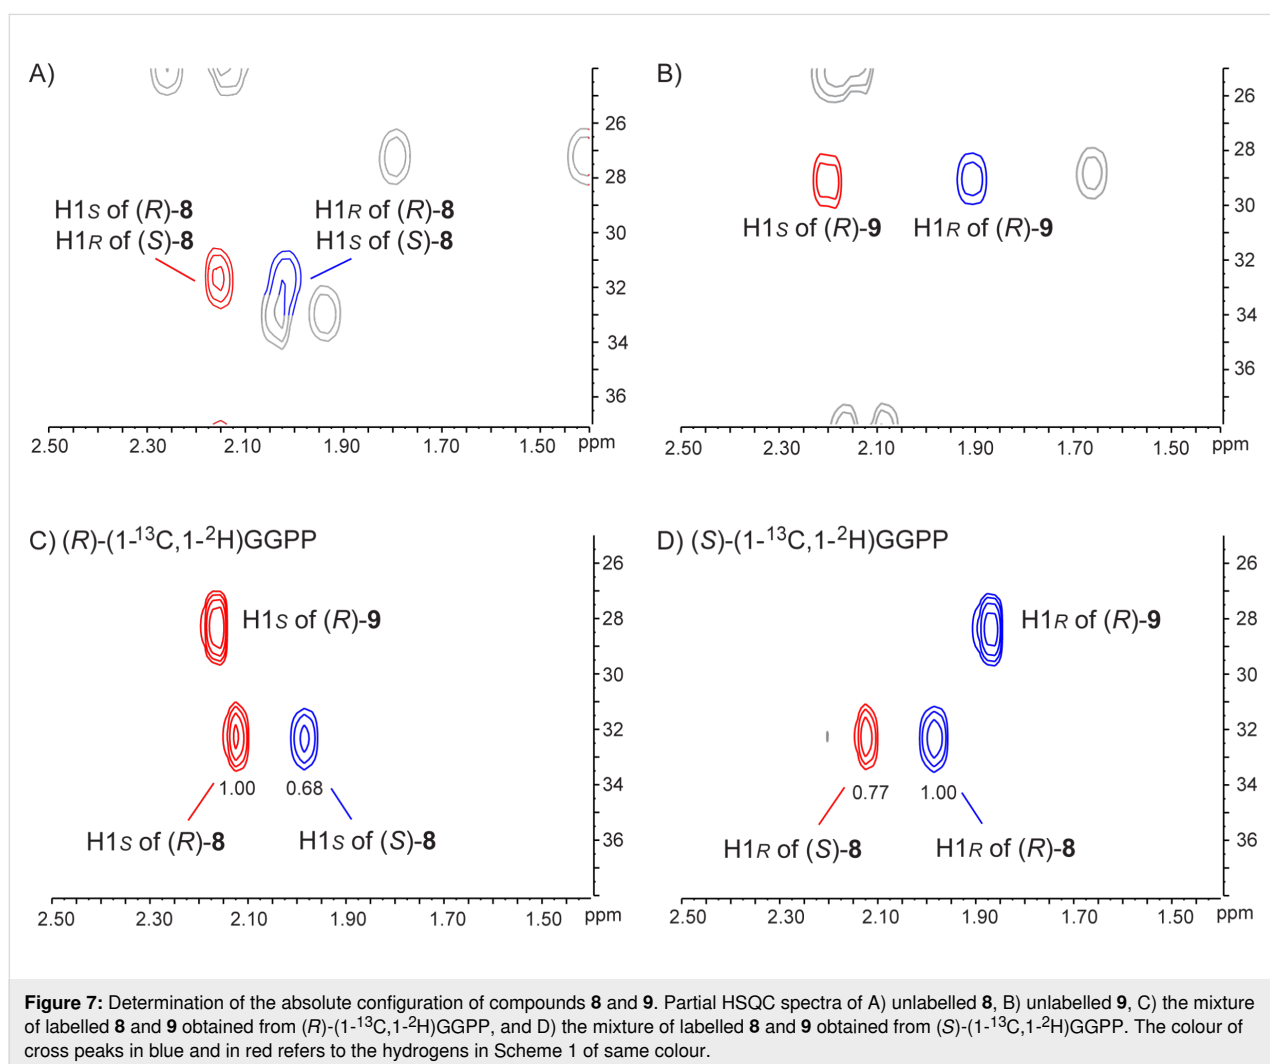 A)
26
28
30
32
34
36
H1S of (R)-8
H1R of (S)-8
H1R of (R)-8
H1S of (S)-8
2.50 2.30 2.10 1.90 1.70 1.50 ppm
B)
26
28
30
32
34
36
H1S of (R)-9 H1R of (R)-9
2.50 2.30 2.10 1.90 1.70 1.50 ppm
C) (R)-(1-¹³C,1-²H)GGPP
26
28
30
32
34
36
H1S of (R)-9
1.00 0.68
H1S of (R)-8 H1S of (S)-8
2.50 2.30 2.10 1.90 1.70 1.50 ppm
D) (S)-(1-¹³C,1-²H)GGPP
26
28
30
32
34
36
H1R of (R)-9
0.77 1.00
H1R of (S)-8 H1R of (R)-8
2.50 2.30 2.10 1.90 1.70 1.50 ppm
Figure 7: Determination of the absolute configuration of compounds 8 and 9. Partial HSQC spectra of A) unlabelled 8, B) unlabelled 9, C) the mixture
of labelled 8 and 9 obtained from (R)-(1-¹³C,1-²H)GGPP, and D) the mixture of labelled 8 and 9 obtained from (S)-(1-¹³C,1-²H)GGPP. The colour of
cross peaks in blue and in red refers to the hydrogens in Scheme 1 of same colour.